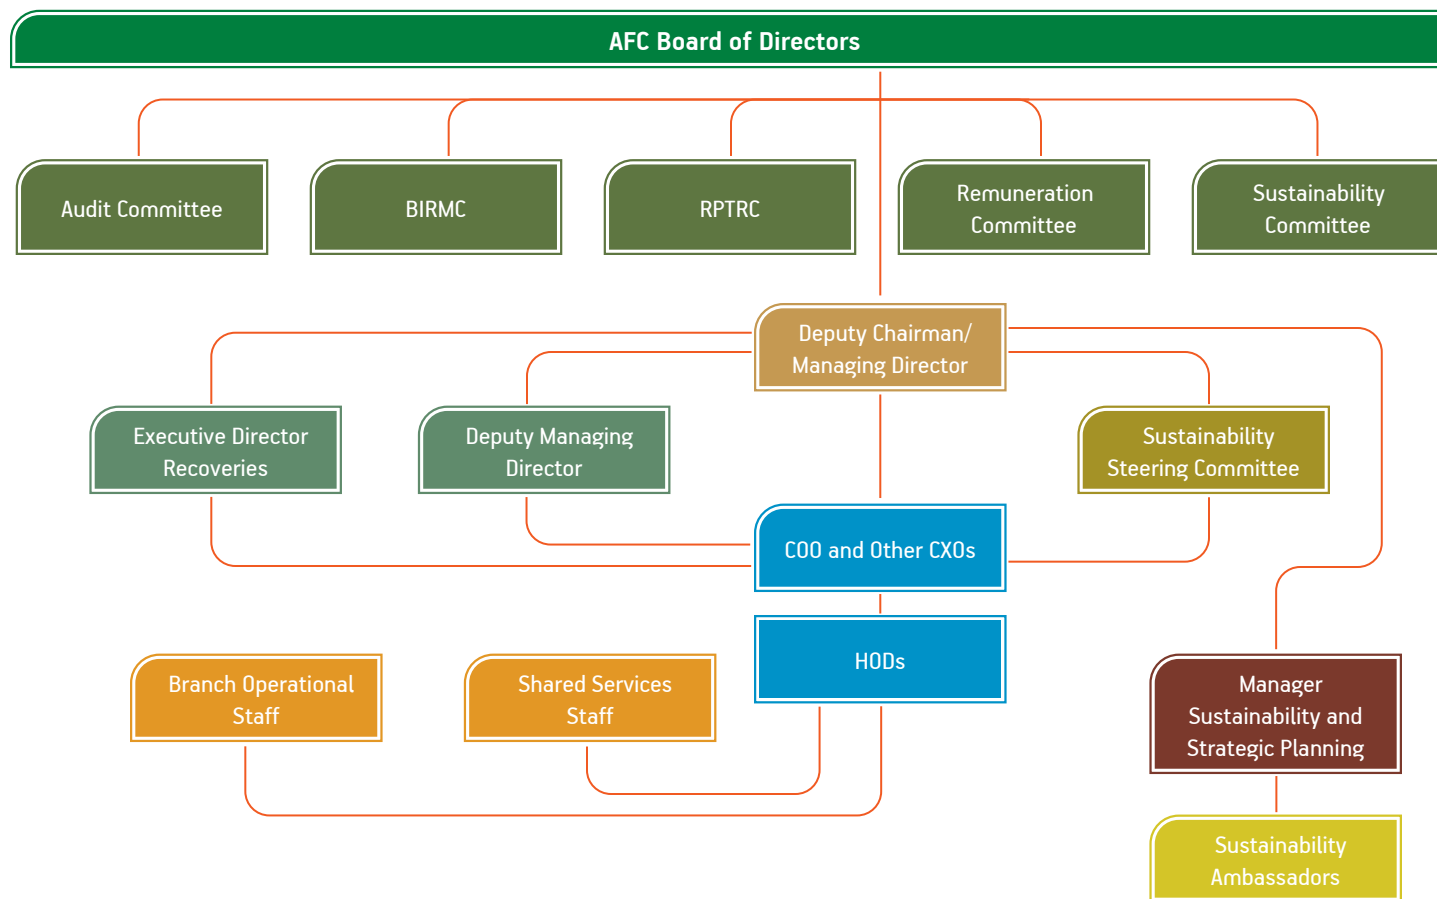 AFC Board of Directors
Audit Committee
BIRMC
RPTRC
Remuneration
Committee
Sustainability
Committee
Deputy Chairman/
Managing Director
Executive Director
Recoveries
Deputy Managing
Director
Sustainability
Steering Committee
COO and Other CXOs
HODs
Branch Operational
Staff
Shared Services
Staff
Manager
Sustainability and
Strategic Planning
Sustainability
Ambassadors